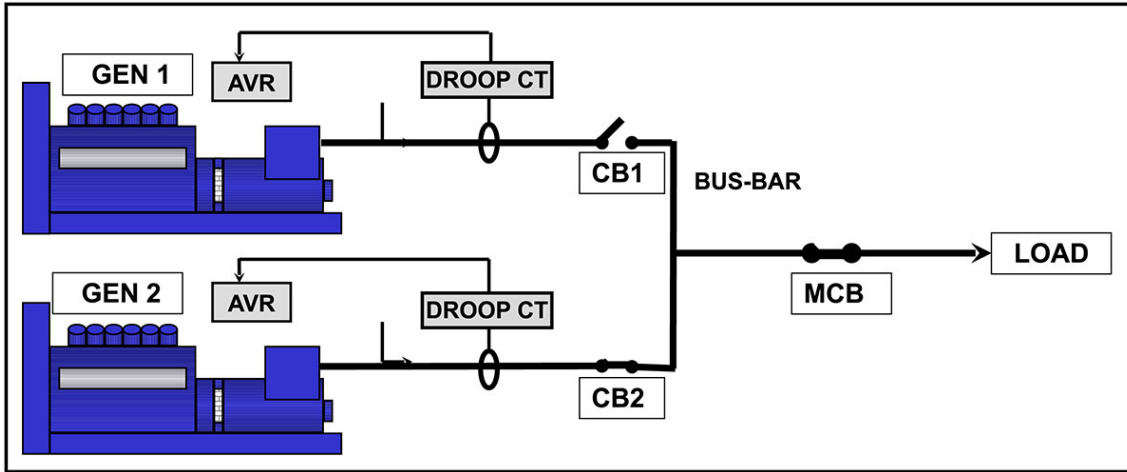 GEN 1
AVR
DROOP CT
CB1
BUS-BAR
LOAD
MCB
GEN 2
AVR
DROOP CT
CB2